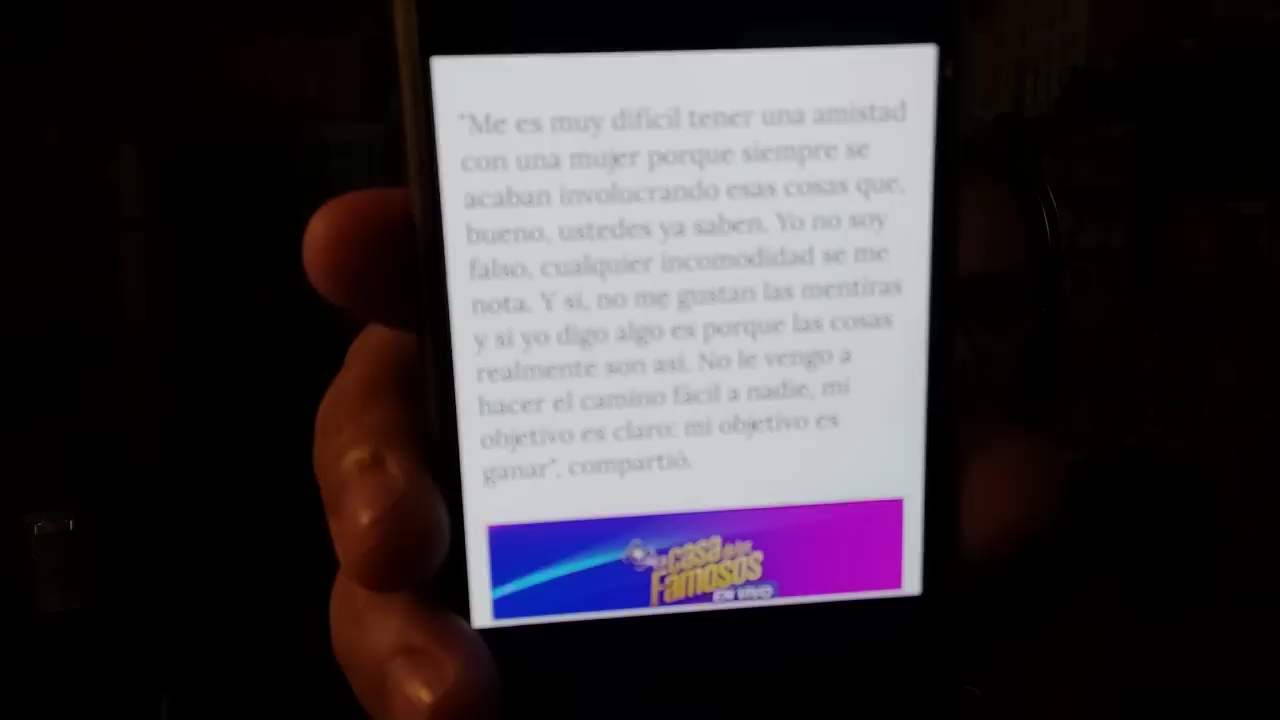 "Me es muy difícil tener una amistad
con una mujer porque siempre se
acaban involucrando esas cosas que,
bueno, ustedes ya saben. Yo no soy
falso, cualquier incomodidad se me
nota. Y sí, no me gustan las mentiras
y si yo digo algo es porque las cosas
realmente son así. No le vengo a
hacer el camino fácil a nadie, mi
objetivo es claro: mi objetivo es
ganar", compartió.
La casa de los
Famosos
EN VIVO